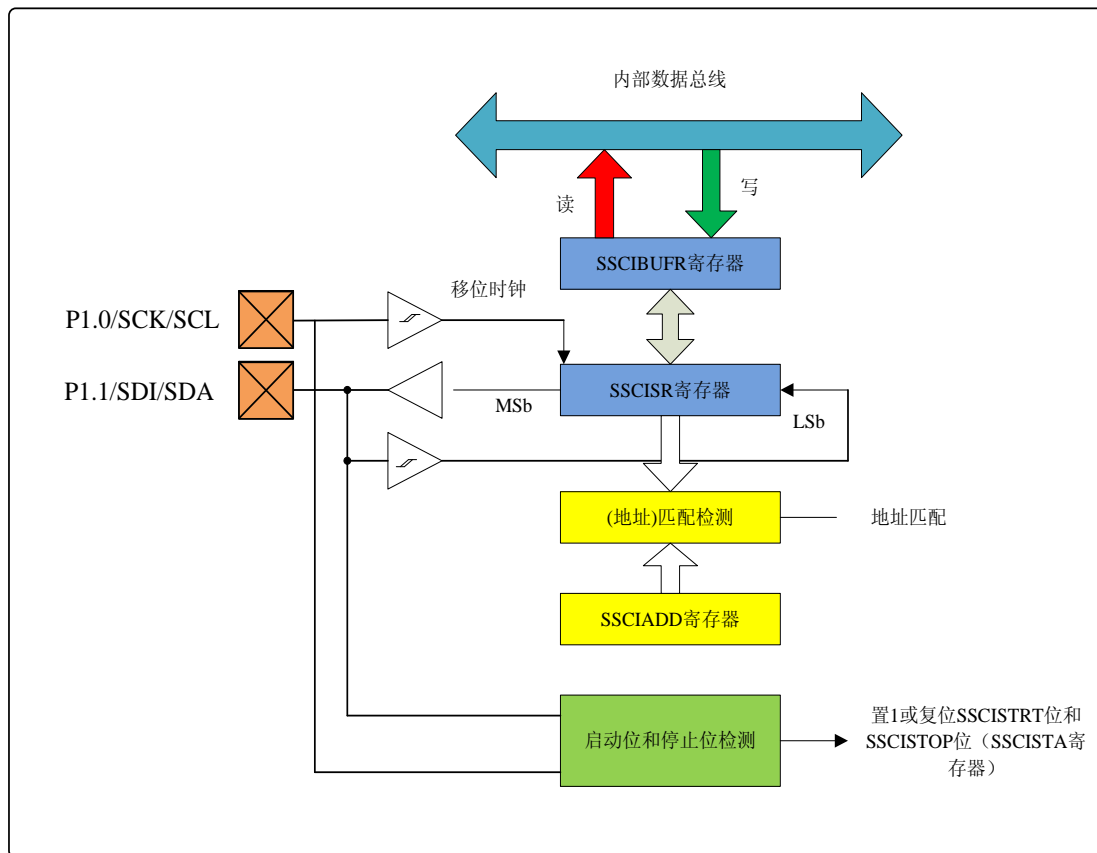 内部数据总线
读
写
SSCIBUFR寄存器
移位时钟
P1.0/SCK/SCL
P1.1/SDI/SDA
SSCISR寄存器
MSb
LSb
(地址)匹配检测
地址匹配
SSCIADD寄存器
启动位和停止位检测
置1或复位SSCISTRT位和
SSCISTOP位（SSCISTA寄
存器）